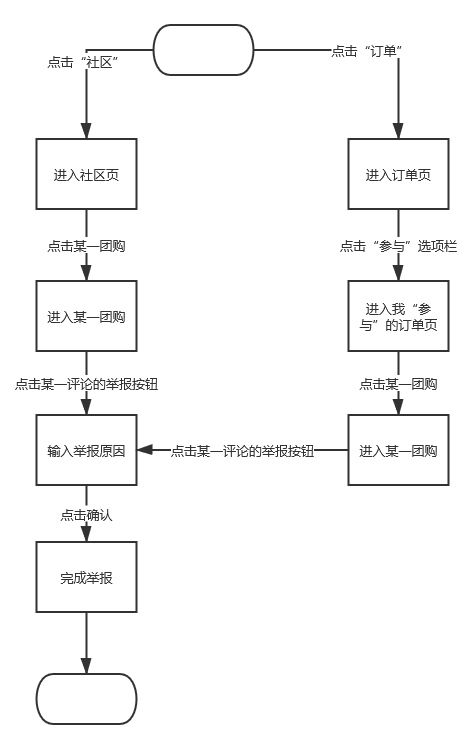 点击“社区”
点击“订单”
进入社区页
进入订单页
点击某一团购
点击“参与”选项栏
进入某一团购
进入我“参
与”的订单页
点击某一评论的举报按钮
点击某一团购
输入举报原因
点击某一评论的举报按钮
进入某一团购
点击确认
完成举报